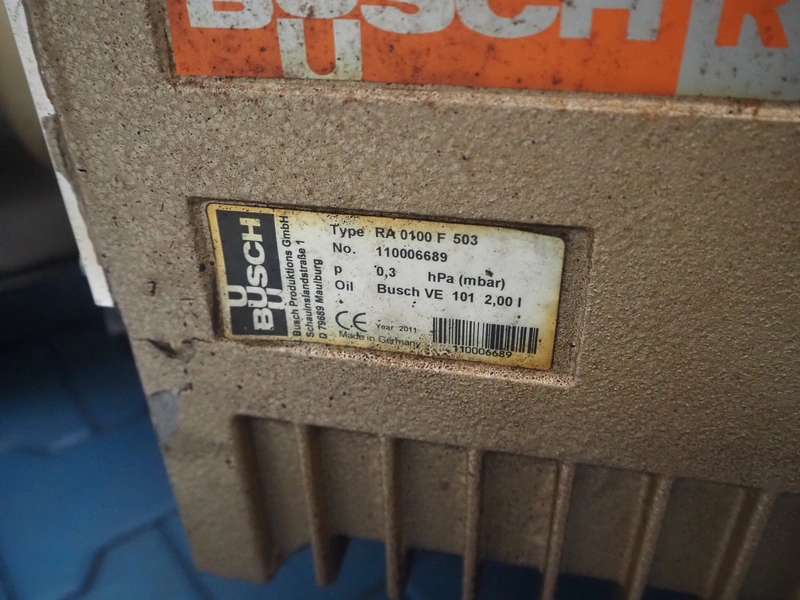 BUSCH
R
BUSCH
Busch Produktions GmbH
Schauinslandstraße 1
D 79689 Maulburg
Type RA 0100 F 503
No. 110006689
p 0,3 hPa (mbar)
Oil Busch VE 101 2,00 l
CE Year 2011
Made in Germany
110006689